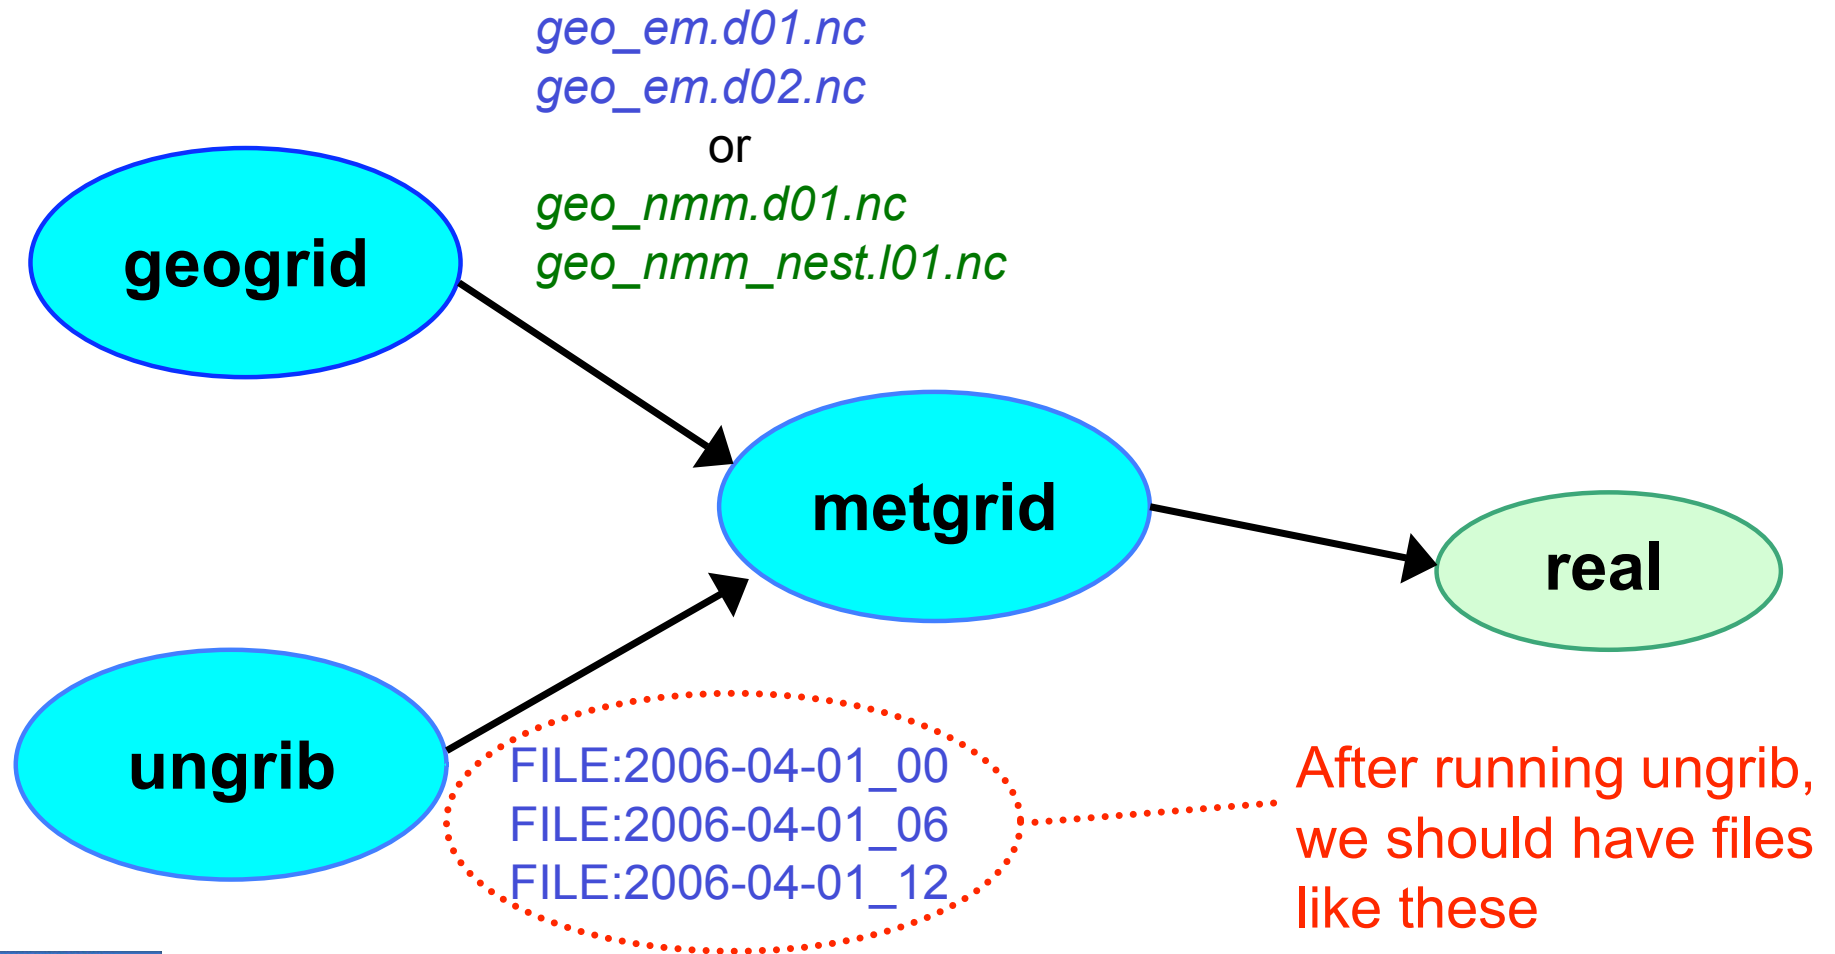 geo_em.d01.nc
geo_em.d02.nc
or
geo_nmm.d01.nc
geo_nmm_nest.l01.nc
geogrid
metgrid
real
ungrib
FILE:2006-04-01_00
FILE:2006-04-01_06
FILE:2006-04-01_12
After running ungrib,
we should have files
like these